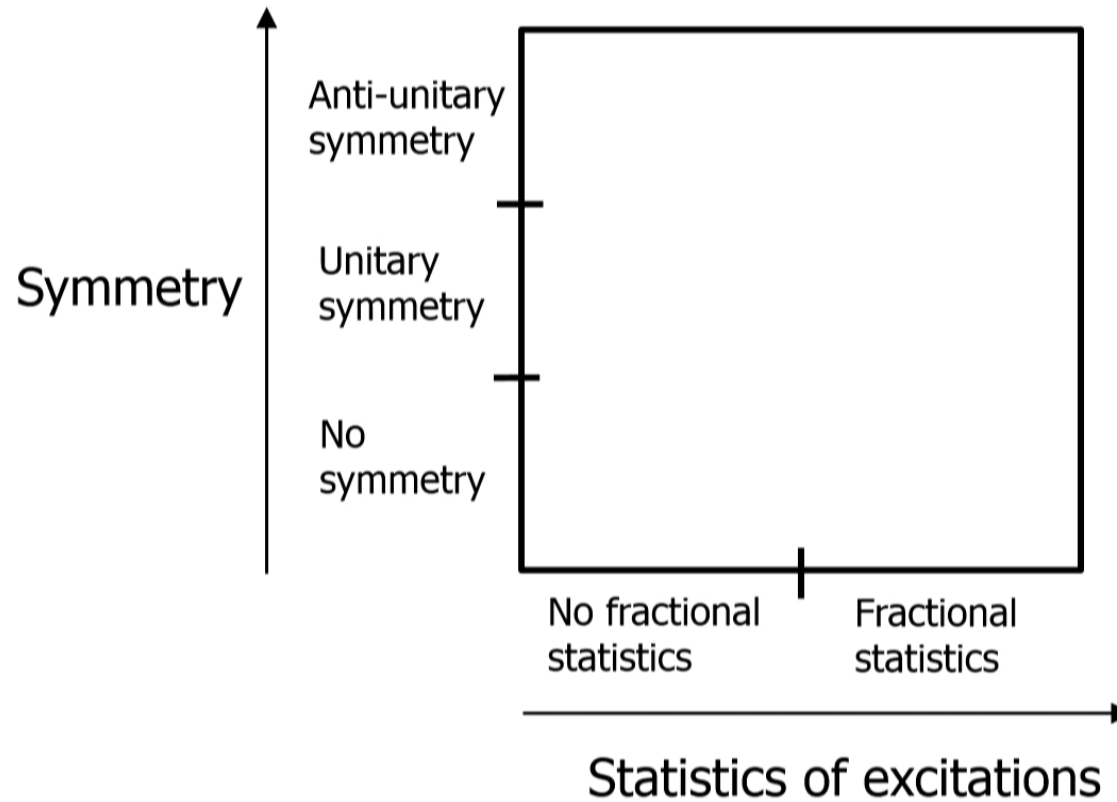 Anti-unitary
symmetry
Symmetry
Unitary
symmetry
No
symmetry
No fractional
statistics
Fractional
statistics
Statistics of excitations